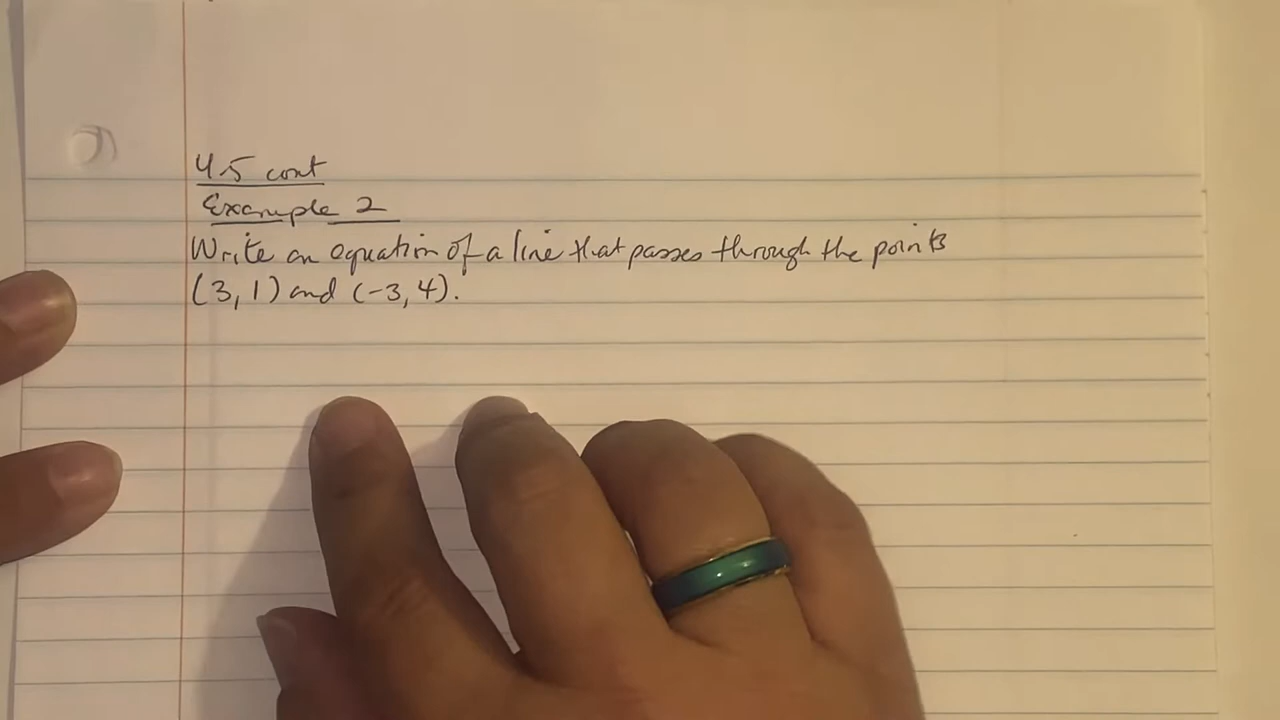 4.5 cont
Example 2
Write an equation of a line that passes through the points
(3, 1) and (-3, 4).